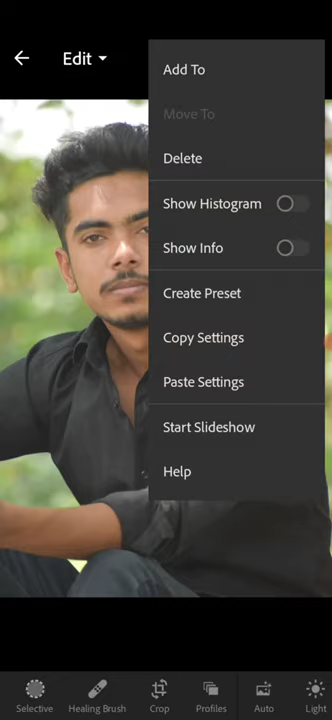 Edit
Add To
Move To
Delete
Show Histogram
Show Info
Create Preset
Copy Settings
Paste Settings
Start Slideshow
Help
Selective
Healing Brush
Crop
Profiles
Auto
Light